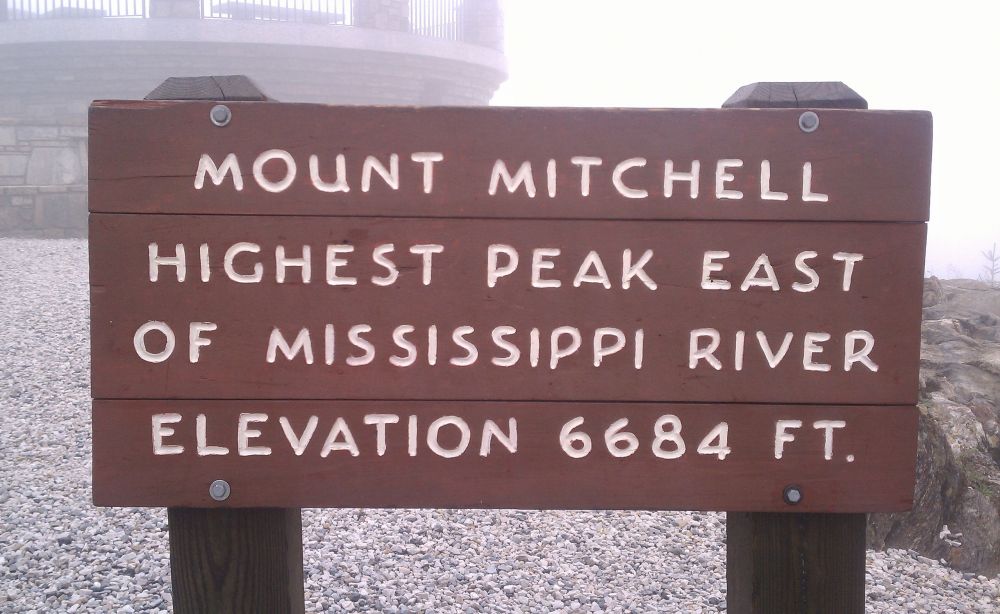 MOUNT MITCHELL
HIGHEST PEAK EAST
OF MISSISSIPPI RIVER
ELEVATION 6684 FT.